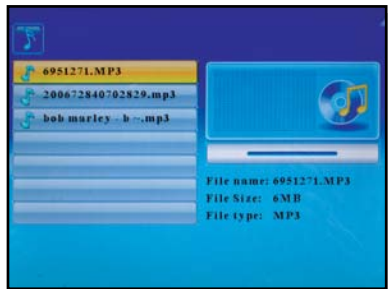 6951271.MP3
200672840702829.mp3
bob marley - b ~.mp3
File name: 6951271.MP3
File Size: 6MB
File type: MP3